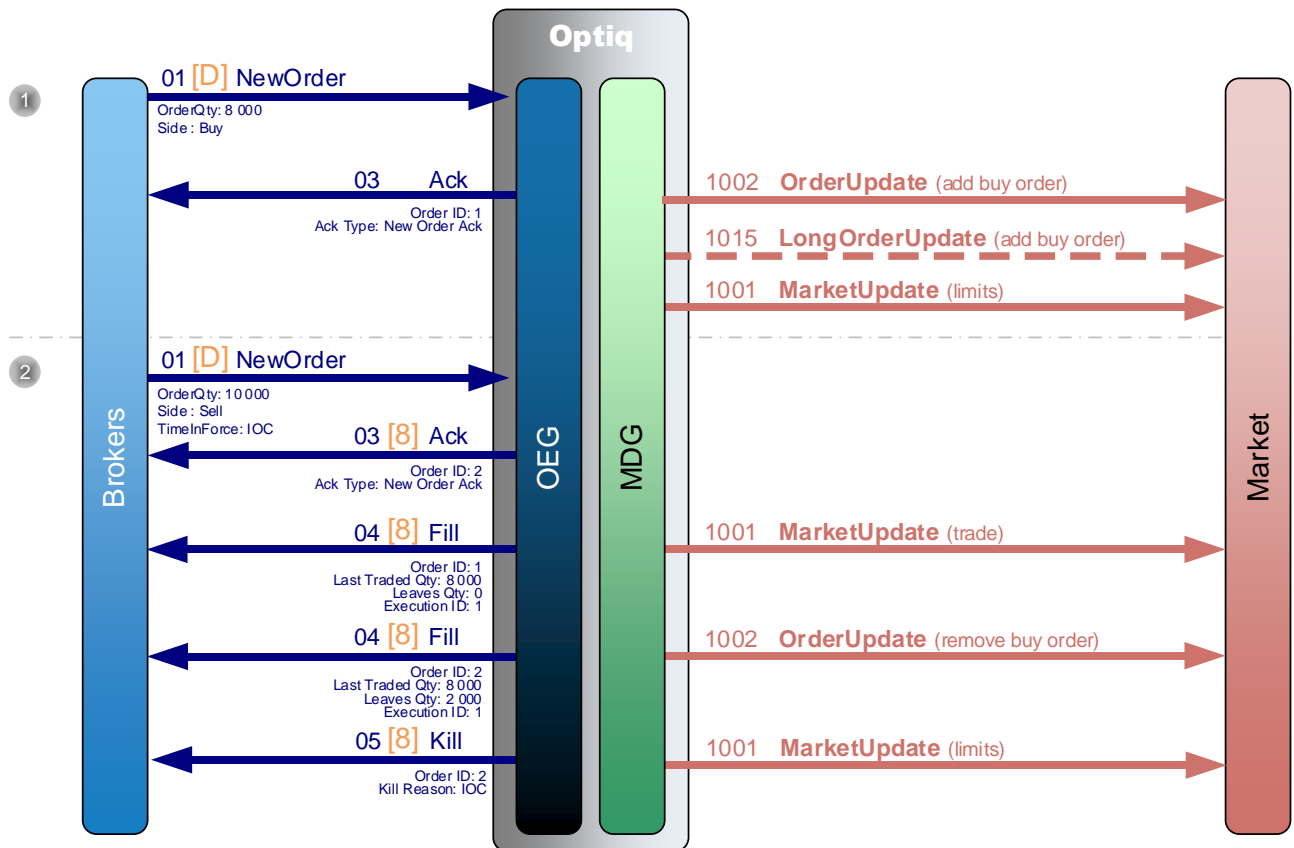 Optiq
1
01 [D] NewOrder
OrderQty: 8 000
Side : Buy
03 Ack
Order ID: 1
Ack Type: New Order Ack
1002 OrderUpdate (add buy order)
1015 LongOrderUpdate (add buy order)
1001 MarketUpdate (limits)
2
01 [D] NewOrder
OrderQty: 10 000
Side : Sell
TimeInForce: IOC
03 [8] Ack
Order ID: 2
Ack Type: New Order Ack
Brokers
OEG
MDG
Market
04 [8] Fill
Order ID: 1
Last Traded Qty: 8 000
Leaves Qty: 0
Execution ID: 1
1001 MarketUpdate (trade)
04 [8] Fill
Order ID: 2
Last Traded Qty: 8 000
Leaves Qty: 2 000
Execution ID: 1
1002 OrderUpdate (remove buy order)
05 [8] Kill
Order ID: 2
Kill Reason: IOC
1001 MarketUpdate (limits)